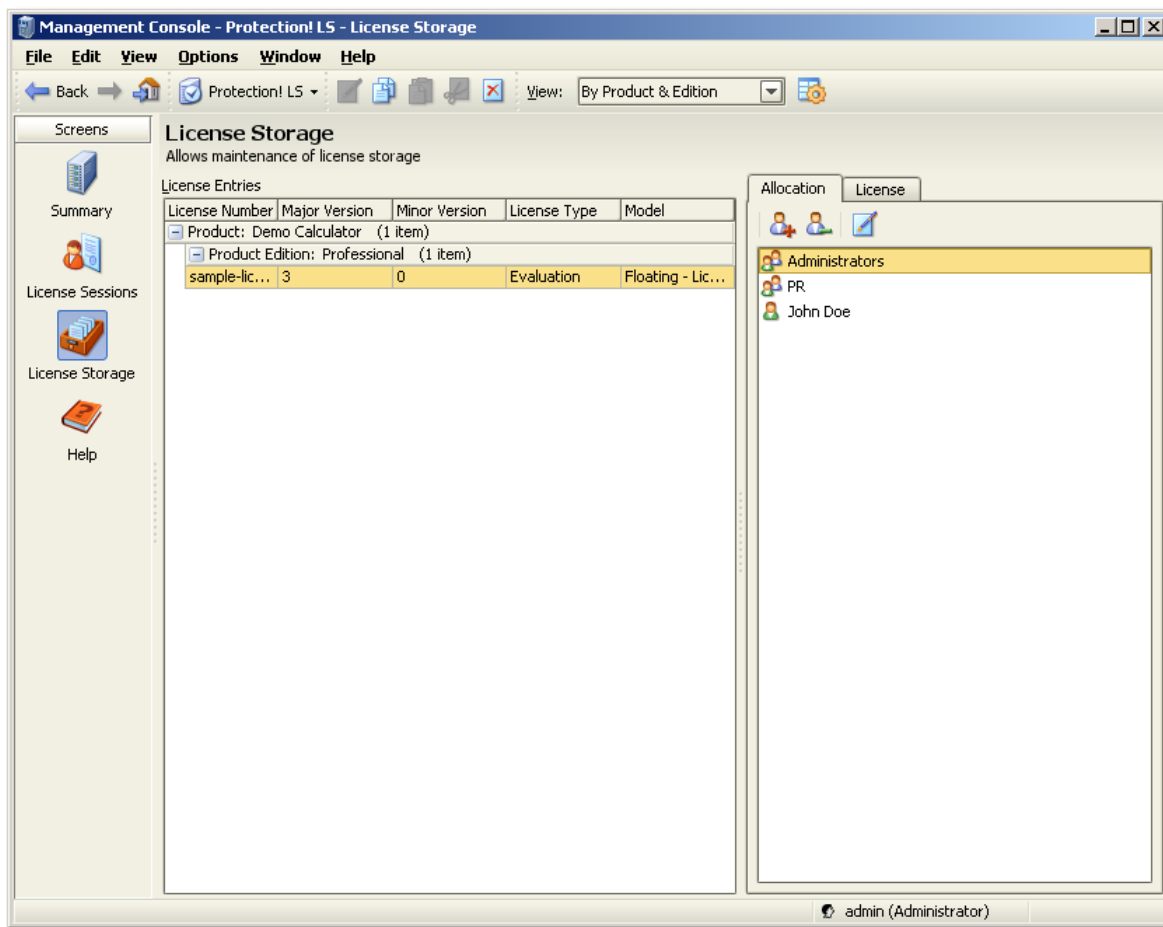 Management Console - Protection! LS - License Storage
File Edit View Options Window Help
Back Protection! LS View: By Product & Edition
Screens
Summary
License Sessions
License Storage
Help
License Storage
Allows maintenance of license storage
License Entries
License Number Major Version Minor Version License Type Model
Product: Demo Calculator (1 item)
Product Edition: Professional (1 item)
sample-lic... 3 0 Evaluation Floating - Lic...
Allocation License
Administrators
PR
John Doe
admin (Administrator)